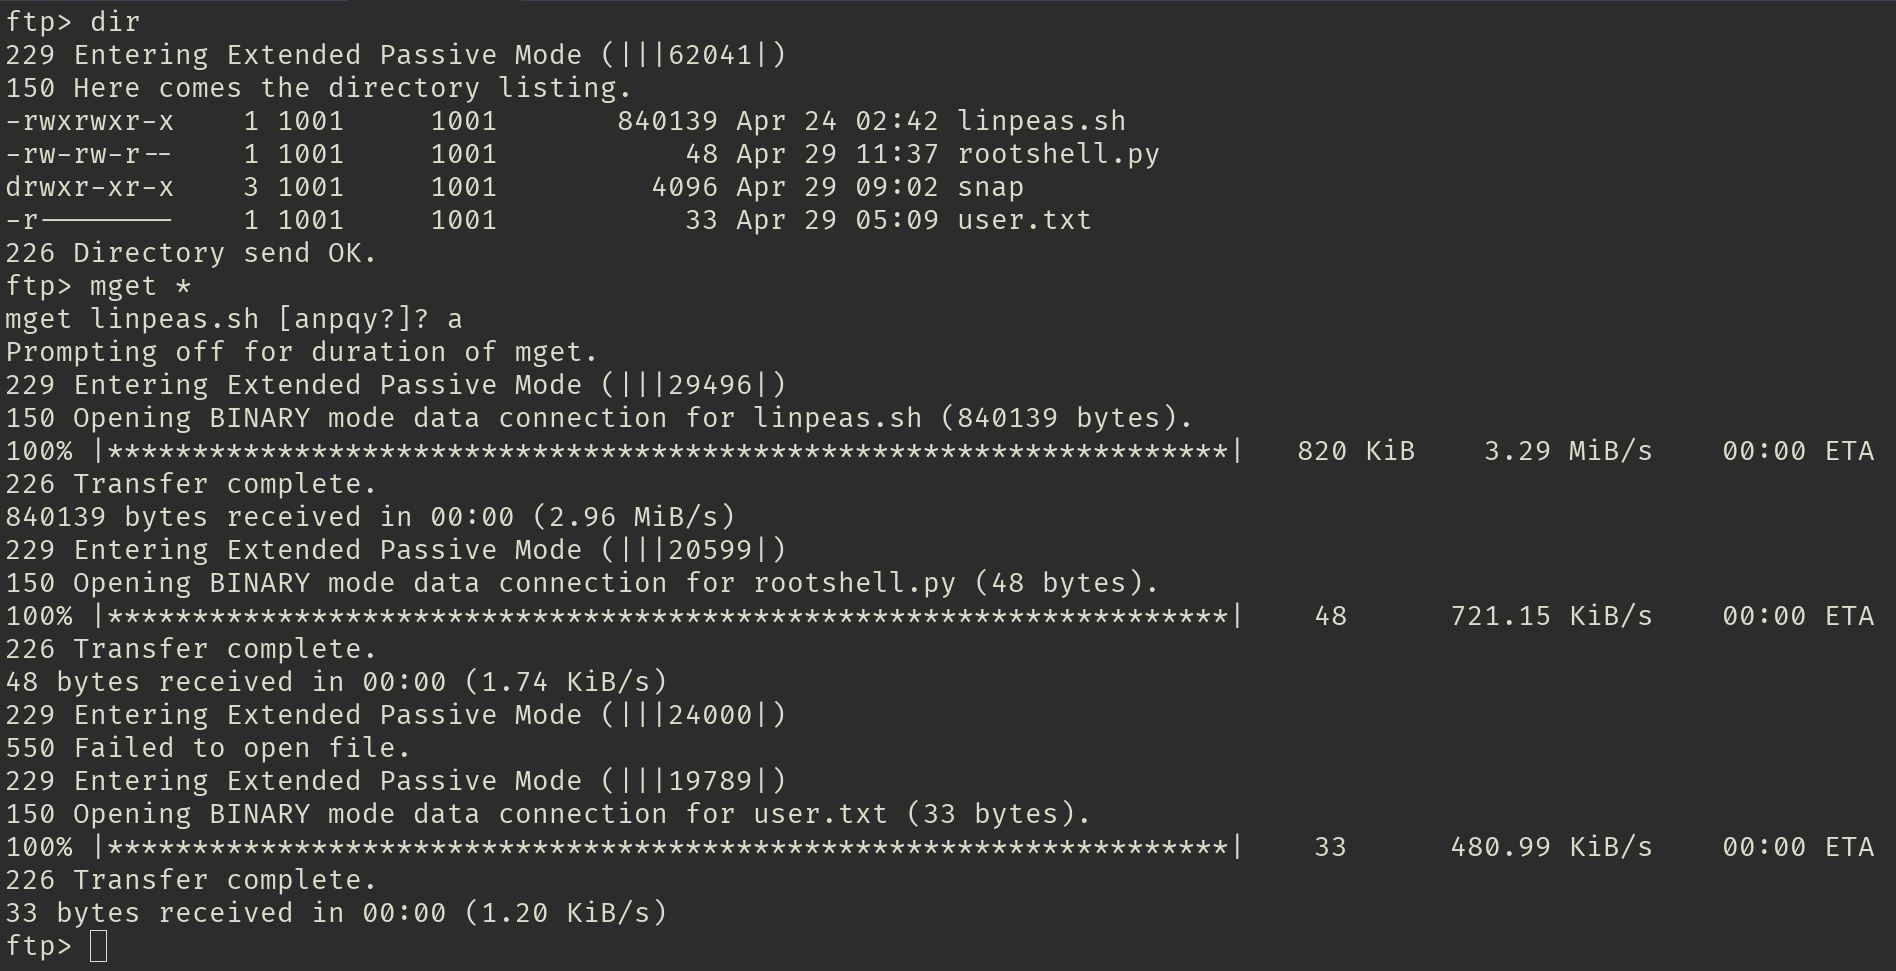 ftp> dir
229 Entering Extended Passive Mode (|||62041|)
150 Here comes the directory listing.
-rwxrwxr-x    1 1001     1001       840139 Apr 24 02:42 linpeas.sh
-rw-rw-r--    1 1001     1001           48 Apr 29 11:37 rootshell.py
drwxr-xr-x    3 1001     1001         4096 Apr 29 09:02 snap
-r--------    1 1001     1001           33 Apr 29 05:09 user.txt
226 Directory send OK.
ftp> mget *
mget linpeas.sh [anpqy?]? a
Prompting off for duration of mget.
229 Entering Extended Passive Mode (|||29496|)
150 Opening BINARY mode data connection for linpeas.sh (840139 bytes).
100% |******************************************************************|   820 KiB    3.29 MiB/s    00:00 ETA
226 Transfer complete.
840139 bytes received in 00:00 (2.96 MiB/s)
229 Entering Extended Passive Mode (|||20599|)
150 Opening BINARY mode data connection for rootshell.py (48 bytes).
100% |******************************************************************|    48      721.15 KiB/s    00:00 ETA
226 Transfer complete.
48 bytes received in 00:00 (1.74 KiB/s)
229 Entering Extended Passive Mode (|||24000|)
550 Failed to open file.
229 Entering Extended Passive Mode (|||19789|)
150 Opening BINARY mode data connection for user.txt (33 bytes).
100% |******************************************************************|    33      480.99 KiB/s    00:00 ETA
226 Transfer complete.
33 bytes received in 00:00 (1.20 KiB/s)
ftp>